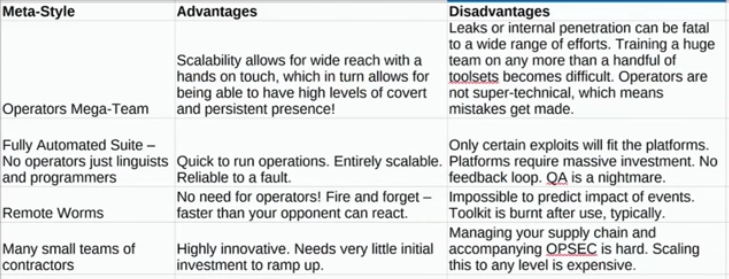 Meta-Style
Advantages
Disadvantages
Operators Mega-Team
Scalability allows for wide reach with a
hands on touch, which in turn allows for
being able to have high levels of covert
and persistent presence!
Leaks or internal penetration can be fatal
to a wide range of efforts. Training a huge
team on any more than a handful of
toolsets becomes difficult. Operators are
not super-technical, which means
mistakes get made.
Fully Automated Suite –
No operators just linguists
and programmers
Quick to run operations. Entirely scalable.
Reliable to a fault.
Only certain exploits will fit the platforms.
Platforms require massive investment. No
feedback loop. QA is a nightmare.
Remote Worms
No need for operators! Fire and forget –
faster than your opponent can react.
Impossible to predict impact of events.
Toolkit is burnt after use, typically.
Many small teams of
contractors
Highly innovative. Needs very little initial
investment to ramp up.
Managing your supply chain and
accompanying OPSEC is hard. Scaling
this to any level is expensive.